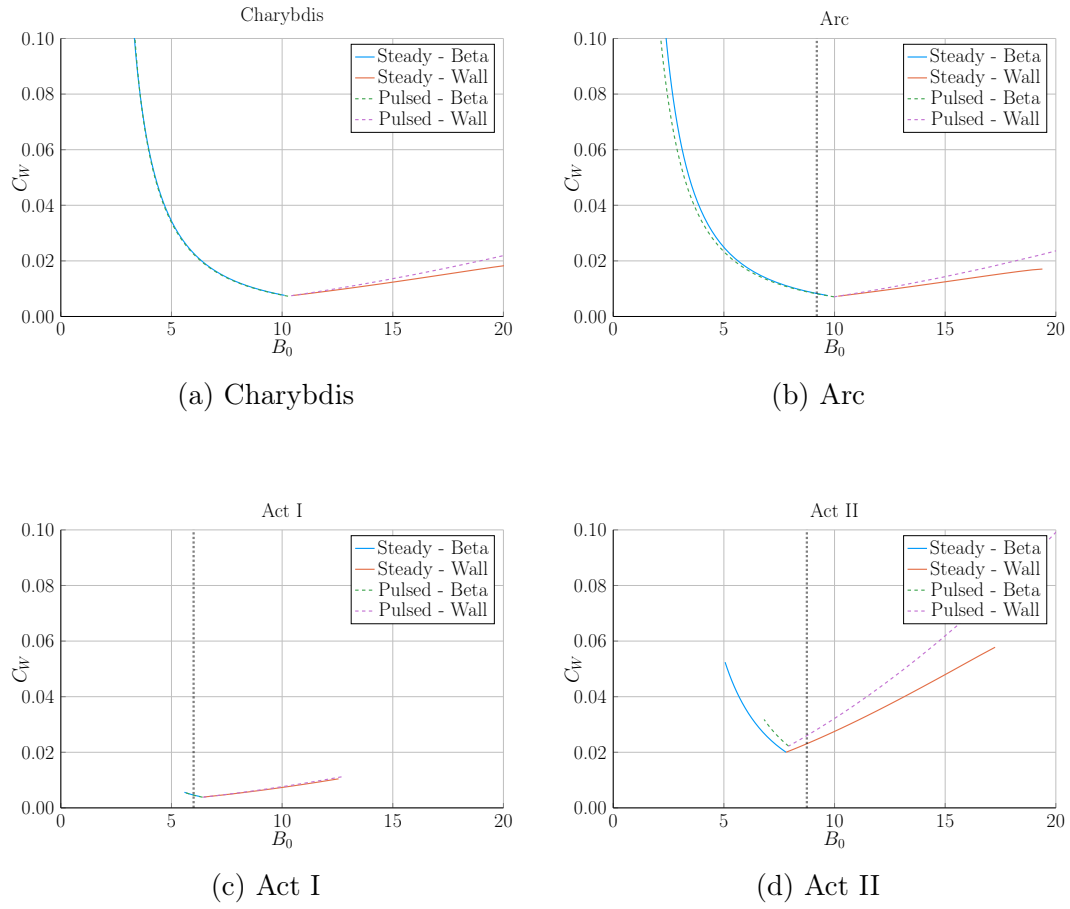 Charybdis
0.10
0.08
0.06
0.04
0.02
0.00
C_W
0 5 10 15 20
B_0
Steady - Beta
Steady - Wall
Pulsed - Beta
Pulsed - Wall
(a) Charybdis
Arc
0.10
0.08
0.06
0.04
0.02
0.00
C_W
0 5 10 15 20
B_0
Steady - Beta
Steady - Wall
Pulsed - Beta
Pulsed - Wall
(b) Arc
Act I
0.10
0.08
0.06
0.04
0.02
0.00
C_W
0 5 10 15 20
B_0
Steady - Beta
Steady - Wall
Pulsed - Beta
Pulsed - Wall
(c) Act I
Act II
0.10
0.08
0.06
0.04
0.02
0.00
C_W
0 5 10 15 20
B_0
Steady - Beta
Steady - Wall
Pulsed - Beta
Pulsed - Wall
(d) Act II